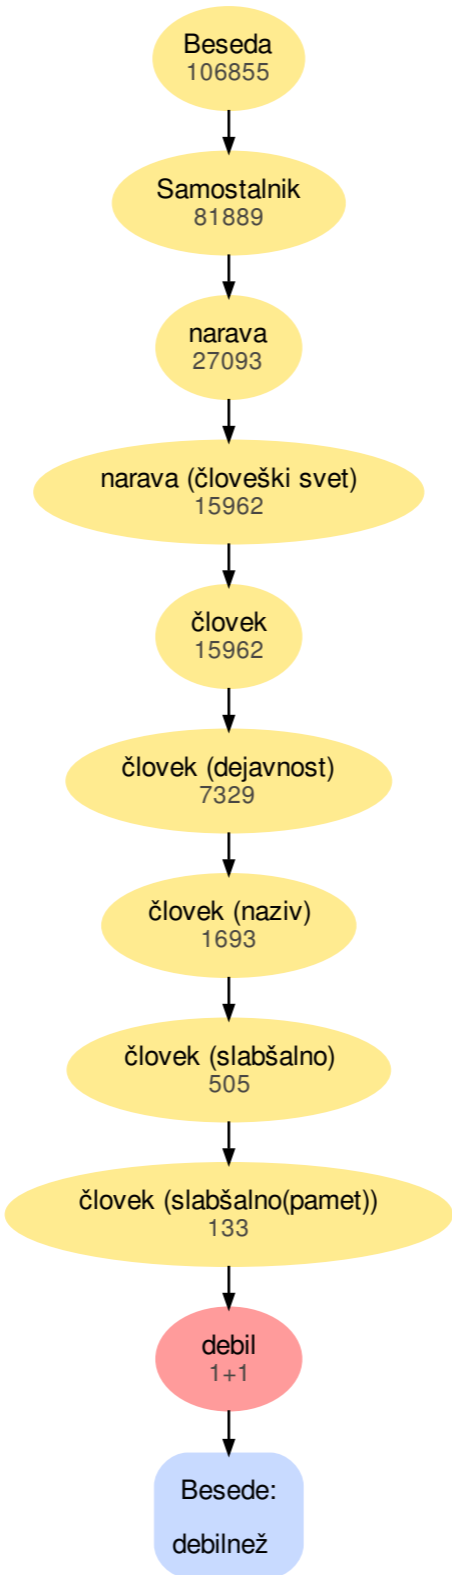 Beseda
106855
Samostalnik
81889
narava
27093
narava (človeški svet)
15962
človek
15962
človek (dejavnost)
7329
človek (naziv)
1693
človek (slabšalno)
505
človek (slabšalno(pamet))
133
debil
1+1
Besede:
debilnež